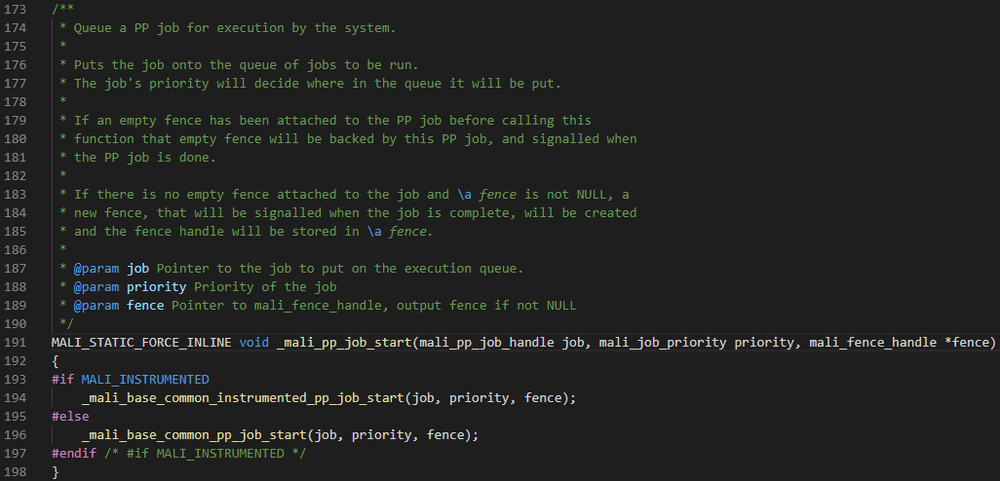 173 /**
174  * Queue a PP job for execution by the system.
175  *
176  * Puts the job onto the queue of jobs to be run.
177  * The job's priority will decide where in the queue it will be put.
178  *
179  * If an empty fence has been attached to the PP job before calling this
180  * function that empty fence will be backed by this PP job, and signalled when
181  * the PP job is done.
182  *
183  * If there is no empty fence attached to the job and \a fence is not NULL, a
184  * new fence, that will be signalled when the job is complete, will be created
185  * and the fence handle will be stored in \a fence.
186  *
187  * @param job Pointer to the job to put on the execution queue.
188  * @param priority Priority of the job
189  * @param fence Pointer to mali_fence_handle, output fence if not NULL
190  */
191 MALI_STATIC_FORCE_INLINE void _mali_pp_job_start(mali_pp_job_handle job, mali_job_priority priority, mali_fence_handle *fence)
192 {
193 #if MALI_INSTRUMENTED
194     _mali_base_common_instrumented_pp_job_start(job, priority, fence);
195 #else
196     _mali_base_common_pp_job_start(job, priority, fence);
197 #endif /* #if MALI_INSTRUMENTED */
198 }